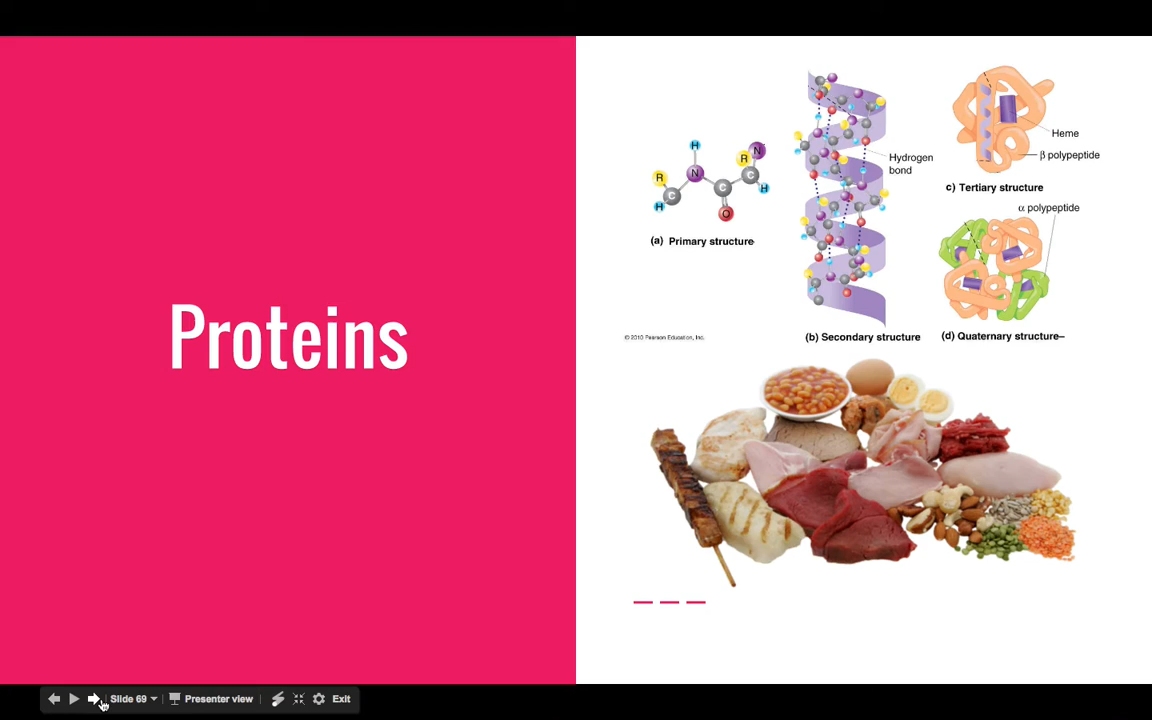 Proteins
H
N
R
N
R
C
C
C
H
H
O
(a) Primary structure
Hydrogen
bond
(b) Secondary structure
Heme
β polypeptide
c) Tertiary structure
α polypeptide
(d) Quaternary structure–
© 2010 Pearson Education, Inc.
Slide 69
Presenter view
Exit